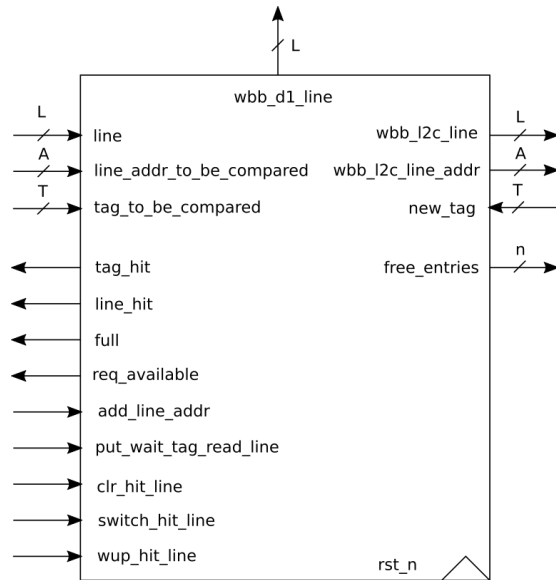 L
wbb_d1_line
L
line
wbb_l2c_line
L
A
line_addr_to_be_compared
wbb_l2c_line_addr
A
T
tag_to_be_compared
new_tag
T
tag_hit
free_entries
n
line_hit
full
req_available
add_line_addr
put_wait_tag_read_line
clr_hit_line
switch_hit_line
wup_hit_line
rst_n